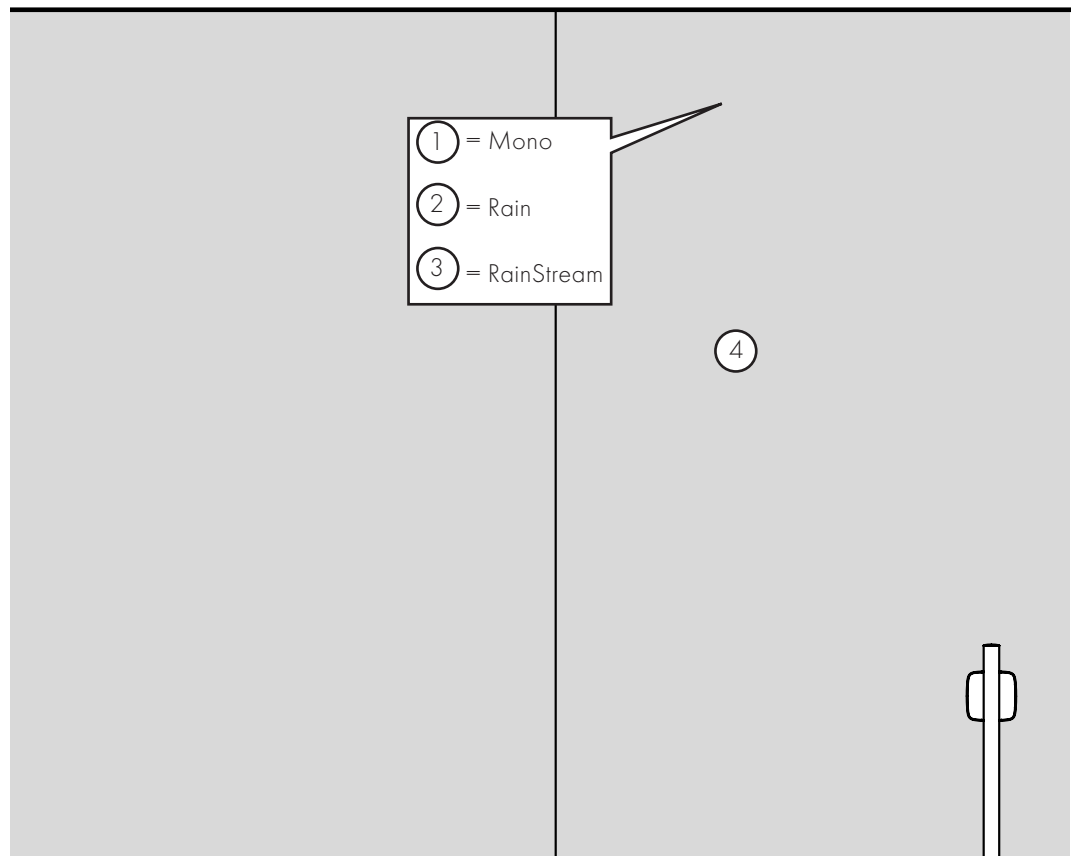 1 = Mono
2 = Rain
3 = RainStream
4